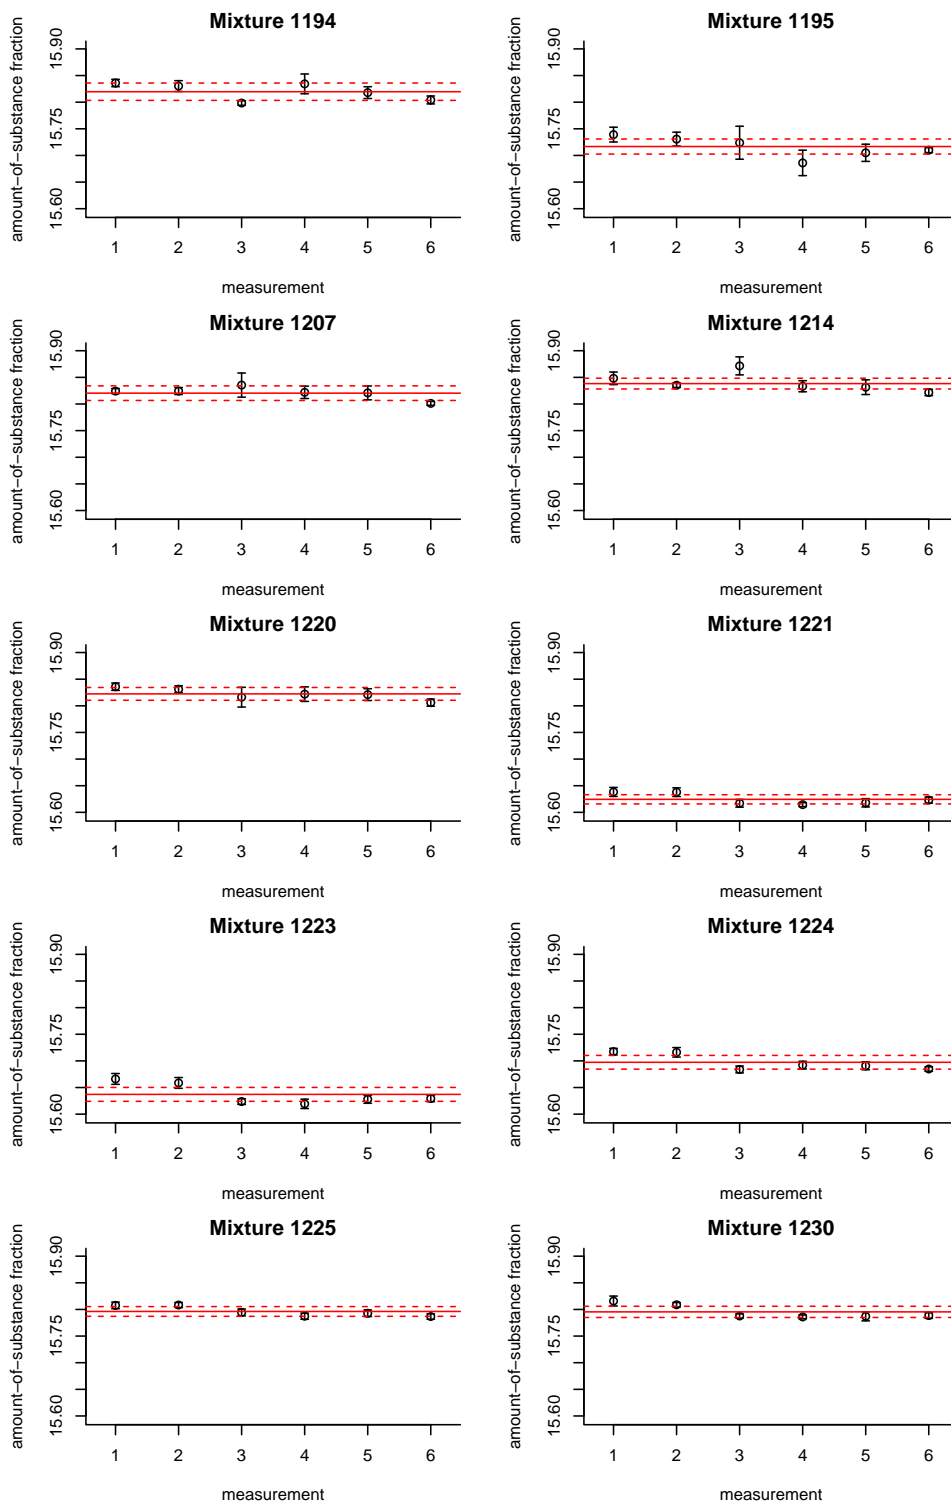 Mixture 1194
amount−of−substance fraction
15.60 15.75 15.90
1 2 3 4 5 6
measurement
Mixture 1195
amount−of−substance fraction
15.60 15.75 15.90
1 2 3 4 5 6
measurement
Mixture 1207
amount−of−substance fraction
15.60 15.75 15.90
1 2 3 4 5 6
measurement
Mixture 1214
amount−of−substance fraction
15.60 15.75 15.90
1 2 3 4 5 6
measurement
Mixture 1220
amount−of−substance fraction
15.60 15.75 15.90
1 2 3 4 5 6
measurement
Mixture 1221
amount−of−substance fraction
15.60 15.75 15.90
1 2 3 4 5 6
measurement
Mixture 1223
amount−of−substance fraction
15.60 15.75 15.90
1 2 3 4 5 6
measurement
Mixture 1224
amount−of−substance fraction
15.60 15.75 15.90
1 2 3 4 5 6
measurement
Mixture 1225
amount−of−substance fraction
15.60 15.75 15.90
1 2 3 4 5 6
measurement
Mixture 1230
amount−of−substance fraction
15.60 15.75 15.90
1 2 3 4 5 6
measurement